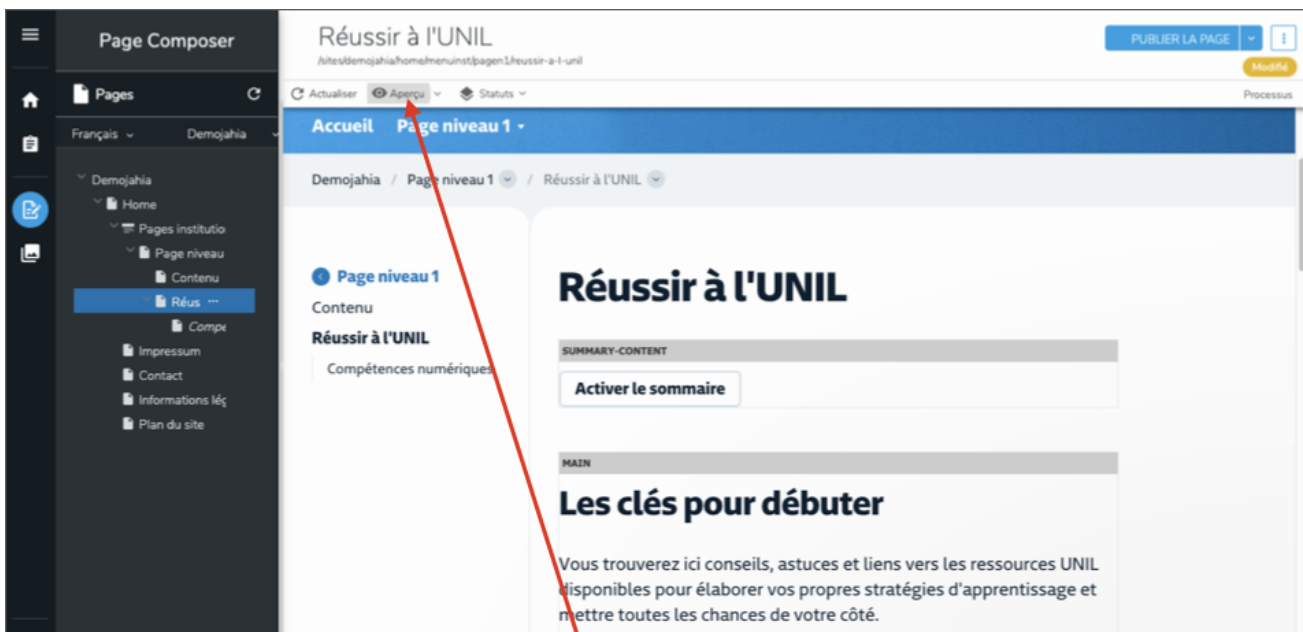 Page Composer
Réussir à l'UNIL
/sites/demojahia/home/menuinst/pagen1/reussir-a-l-unil
PUBLIER LA PAGE
Modifié
Pages
Actualiser Aperçu Statuts
Processus
Français Demojahia
Accueil Page niveau 1
Demojahia / Page niveau 1 / Réussir à l'UNIL
Demojahia
Home
Pages institutio
Page niveau
Contenu
Réus ...
Compé
Impressum
Contact
Informations lég
Plan du site
Page niveau 1
Contenu
Réussir à l'UNIL
Compétences numériques
Réussir à l'UNIL
SUMMARY-CONTENT
Activer le sommaire
MAIN
Les clés pour débuter
Vous trouverez ici conseils, astuces et liens vers les ressources UNIL
disponibles pour élaborer vos propres stratégies d'apprentissage et
mettre toutes les chances de votre côté.